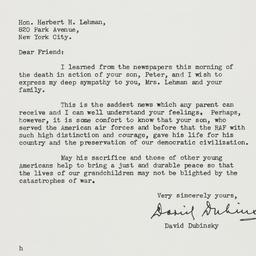 Hon. Herbert H. Lehman,
820 Park Avenue,
New York City.
Dear Friend:
I learned from the newspapers this morning of
the death in action of your son, Peter, and I wish to
express my deep sympathy to you, Mrs. Lehman and your
family.
This is the saddest news which any parent can
receive and I can well understand your feelings. Perhaps,
however, it is some comfort to know that your son, who
served the American air forces and before that the RAF with
such high distinction and courage, gave his life for his
country and the preservation of our democratic civilization.
May his sacrifice and those of other young
Americans help to bring a just and durable peace so that
the lives of our grandchildren may not be blighted by the
catastrophes of war.
Very sincerely yours,
David Dubinsky
David Dubinsky
h